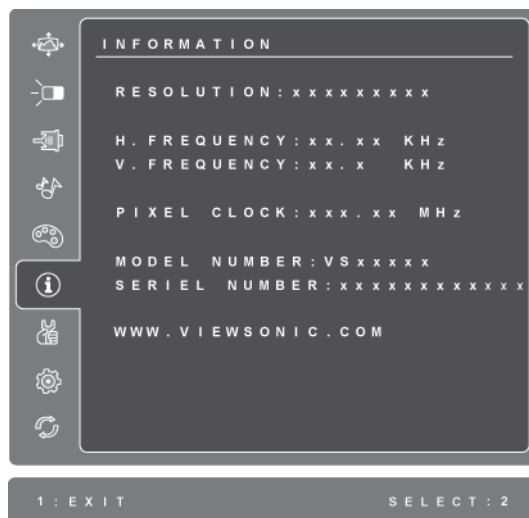 INFORMATION
RESOLUTION:xxxxxxxxx
H. FREQUENCY:xx.xx KHz
V. FREQUENCY:xx.x KHz
PIXEL CLOCK:xxx.xx MHz
MODEL NUMBER:VSxxxxx
SERIEL NUMBER:xxxxxxxxxxxx
WWW.VIEWSONIC.COM
1:EXIT SELECT:2